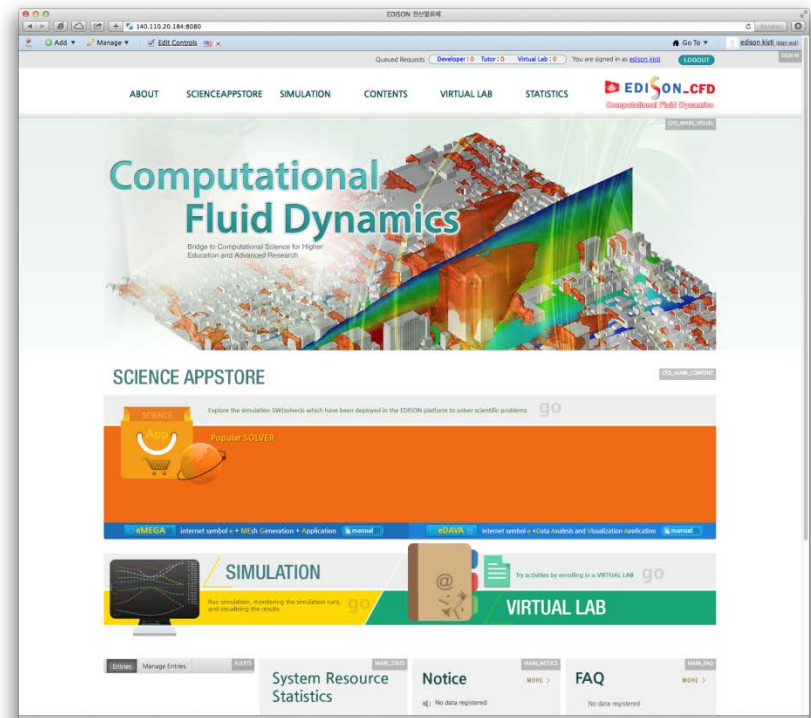 EDISON 전산열유체
140.110.20.184:8080
Reader
Add ▼ Manage ▼ Edit Controls Go To ▼ edison kisti (Sign Out)
Queued Requests Developer : 0 Tutor : 0 Virtual Lab : 0 You are signed in as edison kisti. LOGOUT SIGN IN
ABOUT SCIENCEAPPSTORE SIMULATION CONTENTS VIRTUAL LAB STATISTICS EDISON_CFD
Computational Fluid Dynamics
CFD_MAIN_VISUAL
Computational
Fluid Dynamics
Bridge to Computational Science for Higher
Education and Advanced Research
SCIENCE APPSTORE
CFD_MAIN_CONTENT
SCIENCE
App
Explore the simulation SW(solver)s which have been deployed in the EDISON platform to solver scientific problems go
Popular SOLVER
eMEGA internet symbol e + MEsh Generation + Application manual
eDAVA internet symbol e +Data Analysis and Visualization Application manual
SIMULATION
Run simulation, monitoring the simulation runs,
and visualizing the results go
@
Try activities by enrolling in a VIRTUAL LAB go
VIRTUAL LAB
Entries Manage Entries ALERTS
MAIN_STATS
System Resource
Statistics
MAIN_NOTICE
Notice MORE >
No data registered
MAIN_FAQ
FAQ MORE >
No data registered